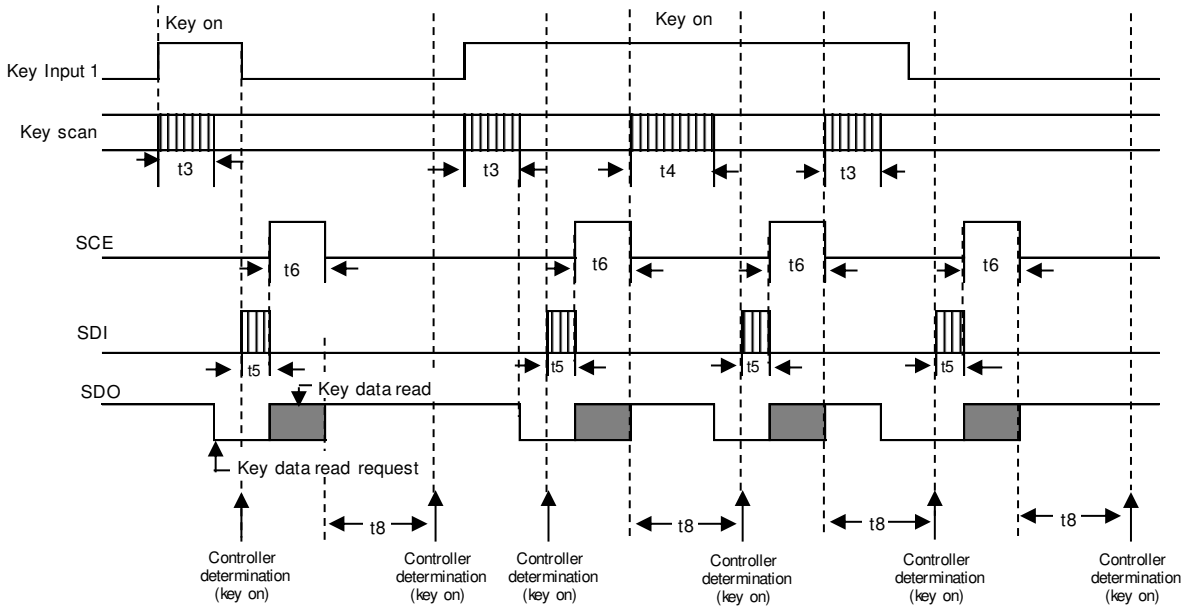 Key on
Key on
Key Input 1
Key scan
t3
t3
t4
t3
SCE
t6
t6
t6
t6
SDI
t5
t5
t5
t5
SDO
Key data read
Key data read request
t8
t8
t8
t8
Controller
determination
(key on)
Controller
determination
(key on)
Controller
determination
(key on)
Controller
determination
(key on)
Controller
determination
(key on)
Controller
determination
(key on)